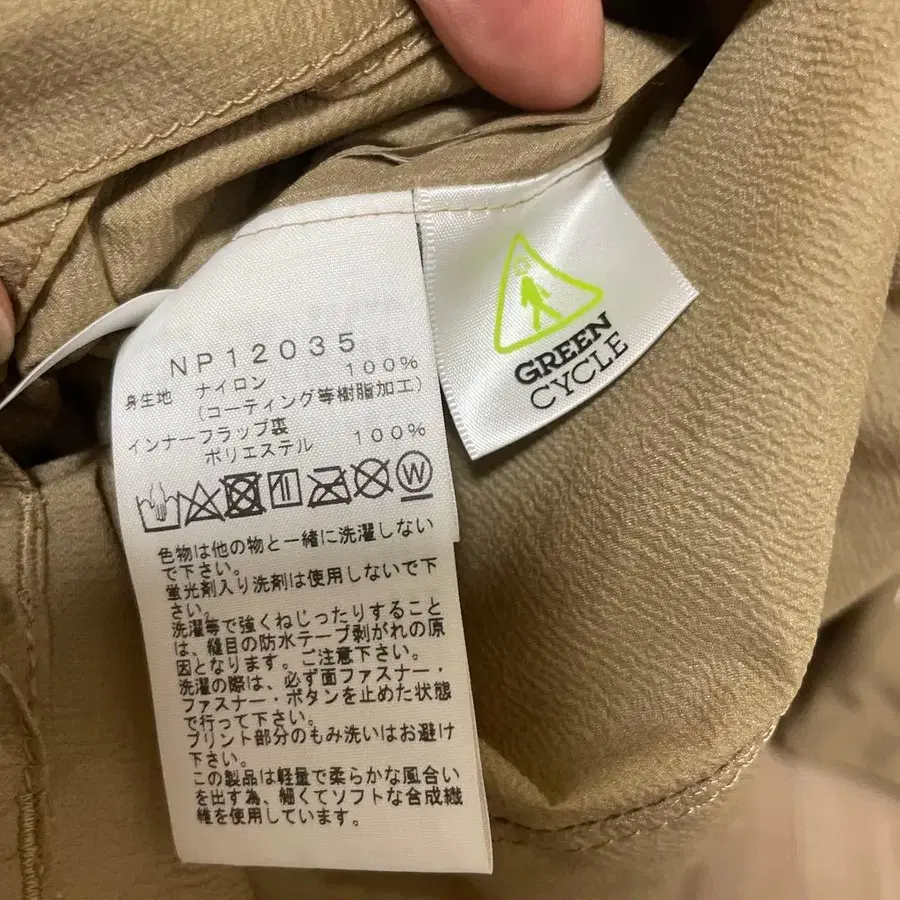 NP12035
身生地 ナイロン 100%
(コーティング等樹脂加工)
インナーフラップ裏
ポリエステル 100%
W
色物は他の物と一緒に洗濯しない
で下さい。
蛍光剤入り洗剤は使用しないで下
さい。
洗濯等で強くねじったりすること
は、縫目の防水テープ剥がれの原
因となります。ご注意下さい。
洗濯の際は、必ず面ファスナー・
ファスナー・ボタンを止めた状態
で行って下さい。
プリント部分のもみ洗いはお避け
下さい。
この製品は軽量で柔らかな風合い
を出す為、細くてソフトな合成繊
維を使用しています。
GREEN
CYCLE